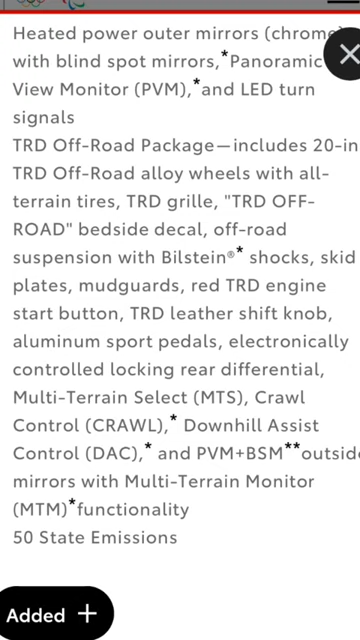 Heated power outer mirrors (chrome)
with blind spot mirrors,*Panoramic
View Monitor (PVM),*and LED turn
signals
TRD Off-Road Package—includes 20-in
TRD Off-Road alloy wheels with all-
terrain tires, TRD grille, "TRD OFF-
ROAD" bedside decal, off-road
suspension with Bilstein®* shocks, skid
plates, mudguards, red TRD engine
start button, TRD leather shift knob,
aluminum sport pedals, electronically
controlled locking rear differential,
Multi-Terrain Select (MTS), Crawl
Control (CRAWL),* Downhill Assist
Control (DAC),* and PVM+BSM**outside
mirrors with Multi-Terrain Monitor
(MTM)*functionality
50 State Emissions
Added +